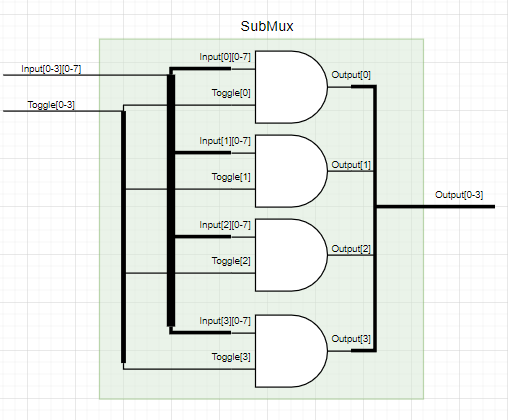 SubMux
Input[0-3][0-7]
Toggle[0-3]
Input[0][0-7]
Toggle[0]
Output[0]
Input[1][0-7]
Toggle[1]
Output[1]
Output[0-3]
Input[2][0-7]
Toggle[2]
Output[2]
Input[3][0-7]
Toggle[3]
Output[3]